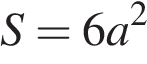 S = 6a²